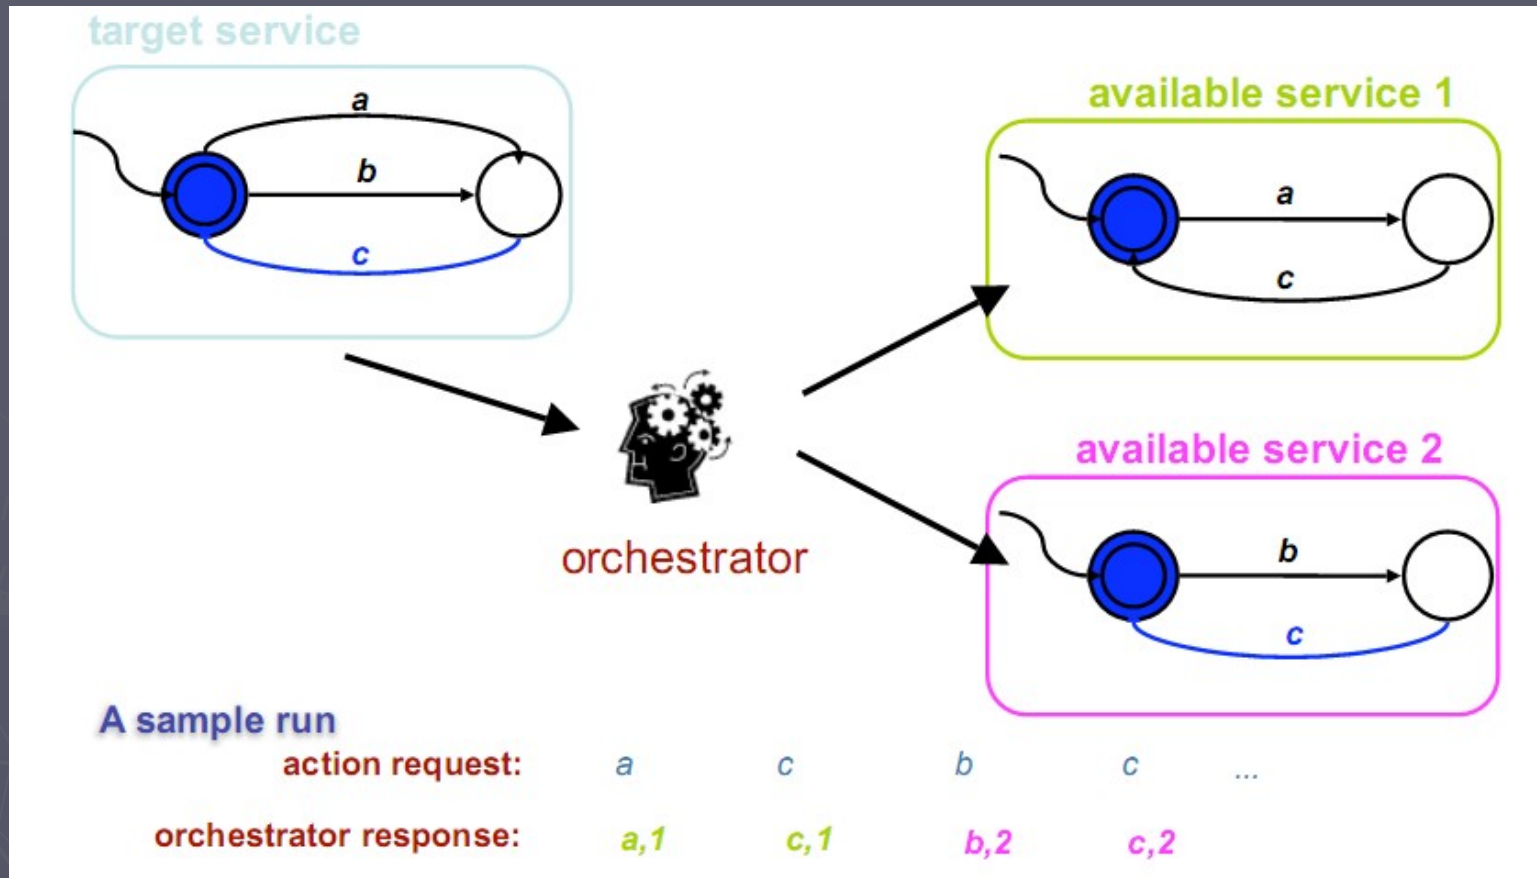 target service
a
b
c
available service 1
a
c
orchestrator
available service 2
b
c
A sample run
action request: a c b c ...
orchestrator response: a,1 c,1 b,2 c,2